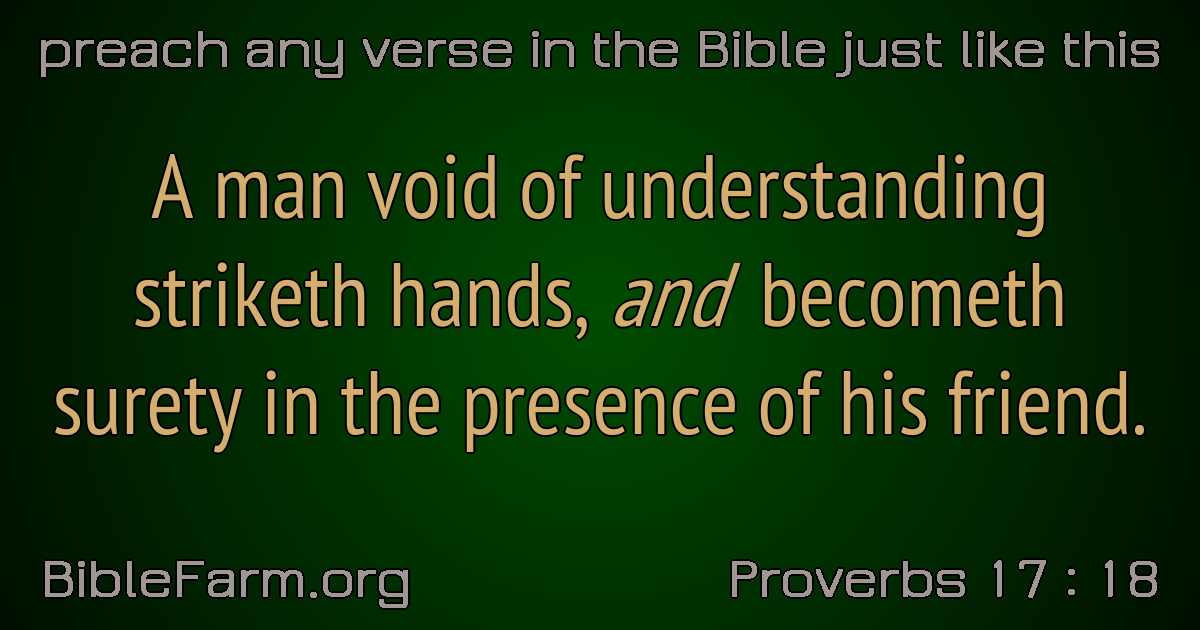 preach any verse in the Bible just like this
A man void of understanding
striketh hands, and becometh
surety in the presence of his friend.
BibleFarm.org
Proverbs 17 : 18